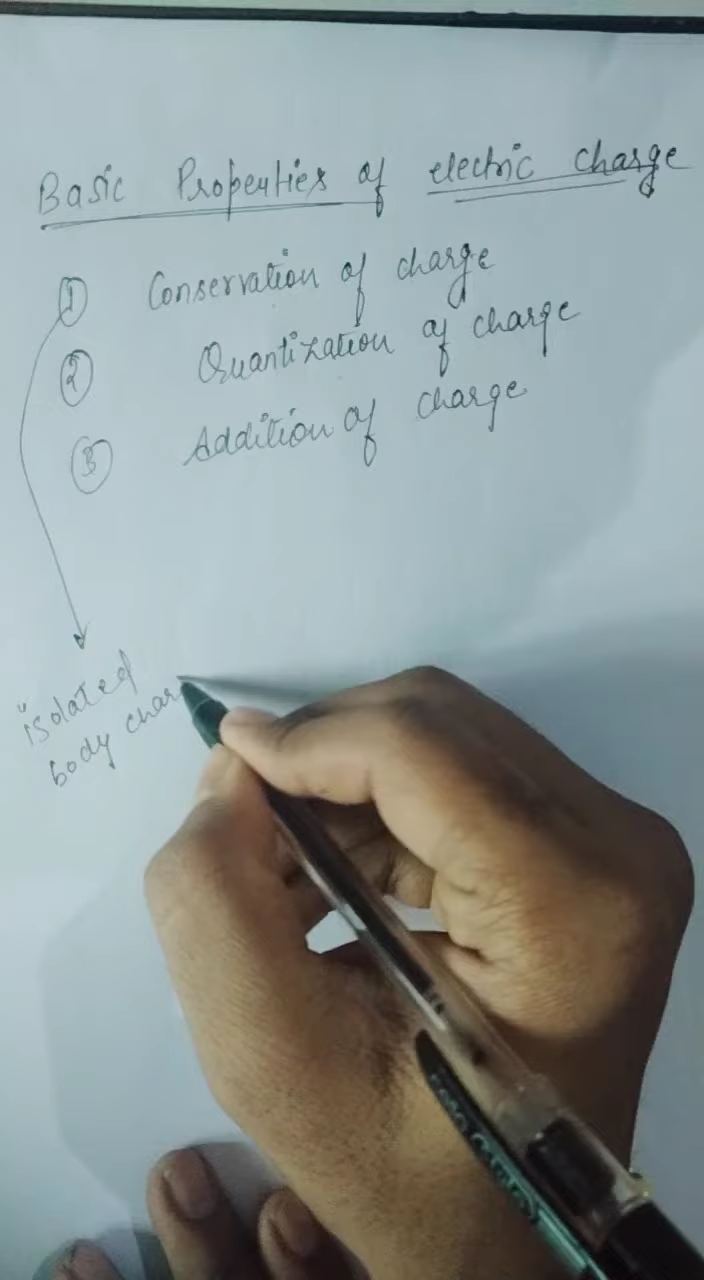 Basic Properties of electric charge
① Conservation of charge
② Quantization of charge
③ Addition of charge
"isolated
body char